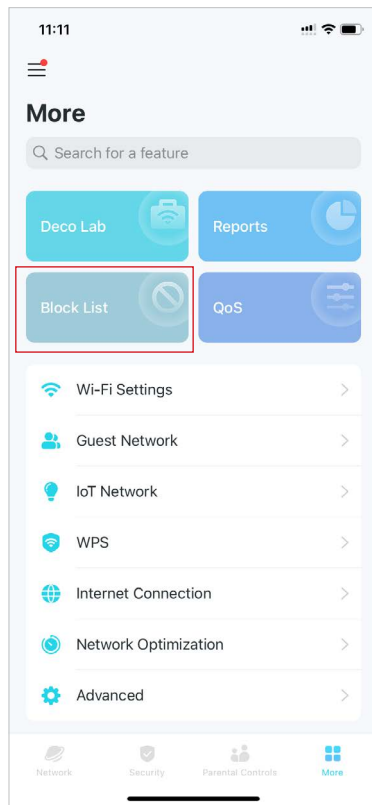 11:11
More
Search for a feature
Deco Lab
Reports
Block List
QoS
Wi-Fi Settings
Guest Network
IoT Network
WPS
Internet Connection
Network Optimization
Advanced
Network Security Parental Controls More